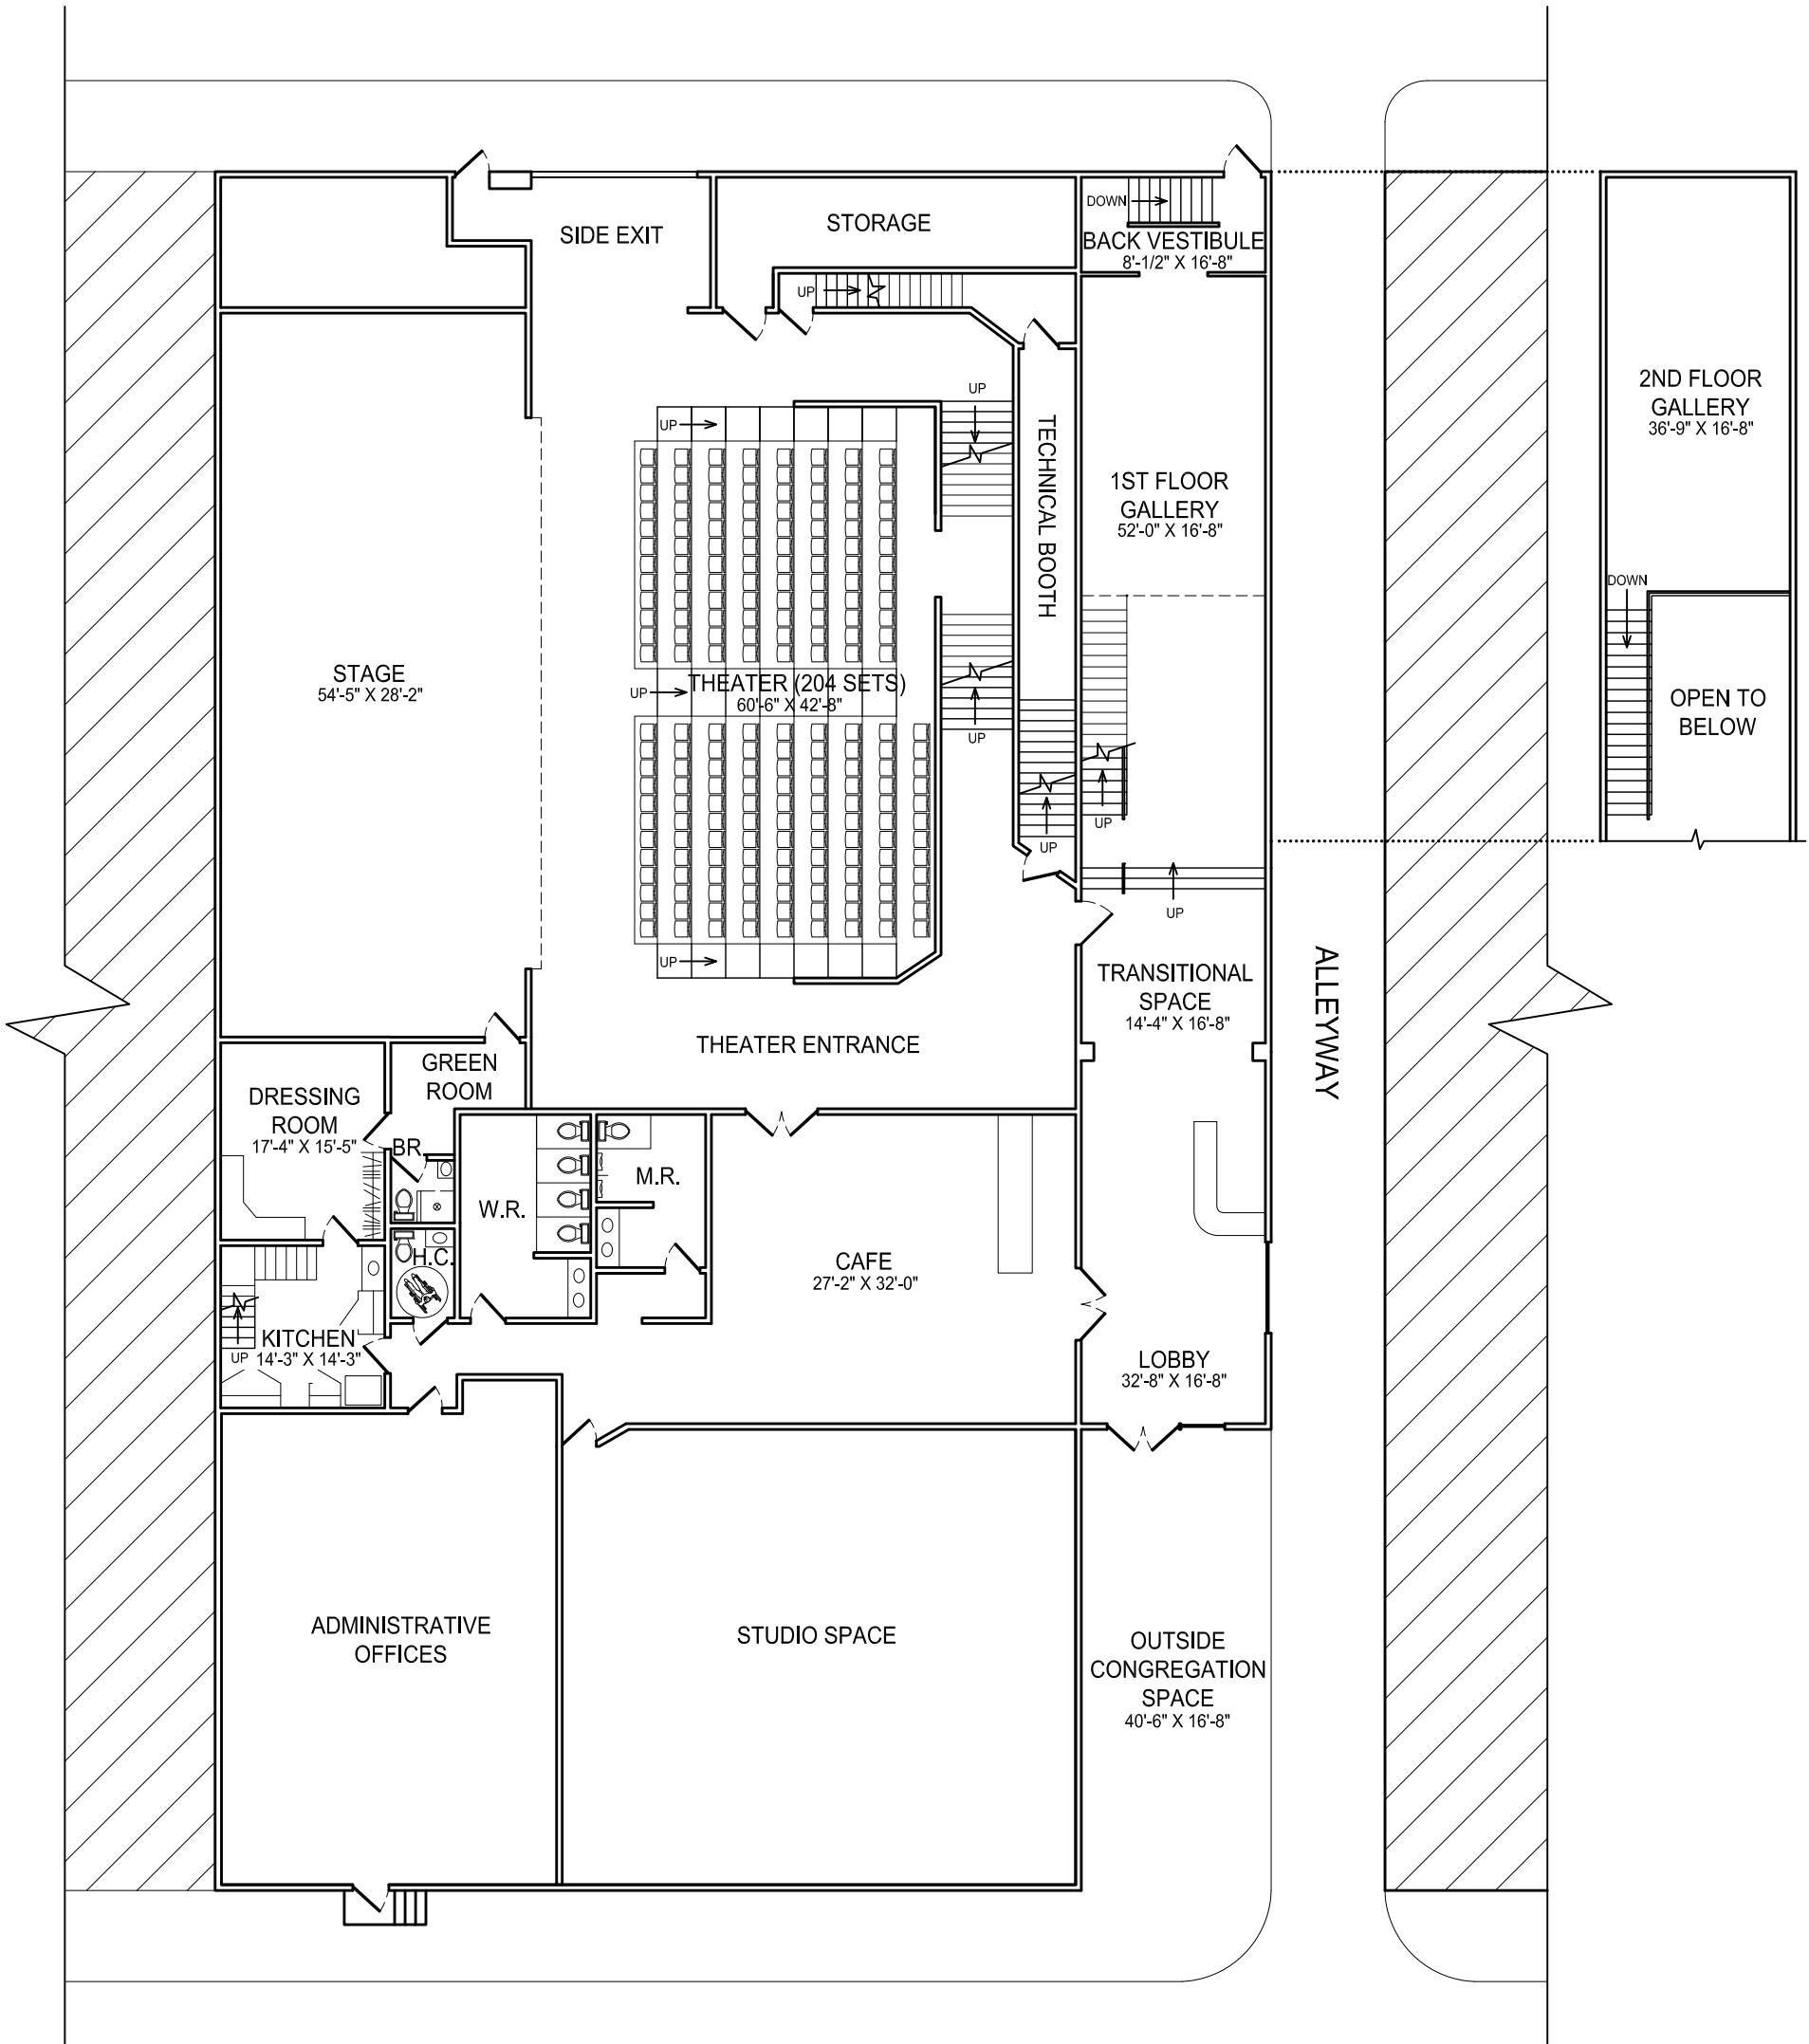 SIDE EXIT
STORAGE
DOWN
BACK VESTIBULE
8'-1/2" X 16'-8"
UP
UP
UP
TECHNICAL BOOTH
1ST FLOOR
GALLERY
52'-0" X 16'-8"
2ND FLOOR
GALLERY
36'-9" X 16'-8"
DOWN
STAGE
54'-5" X 28'-2"
UP
THEATER (204 SETS)
60'-6" X 42'-8"
OPEN TO
BELOW
UP
UP
UP
UP
UP
ALLEYWAY
TRANSITIONAL
SPACE
14'-4" X 16'-8"
THEATER ENTRANCE
GREEN
ROOM
DRESSING
ROOM
17'-4" X 15'-5"
BR.
M.R.
W.R.
H.C.
CAFE
27'-2" X 32'-0"
KITCHEN
14'-3" X 14'-3"
UP
LOBBY
32'-8" X 16'-8"
ADMINISTRATIVE
OFFICES
STUDIO SPACE
OUTSIDE
CONGREGATION
SPACE
40'-6" X 16'-8"